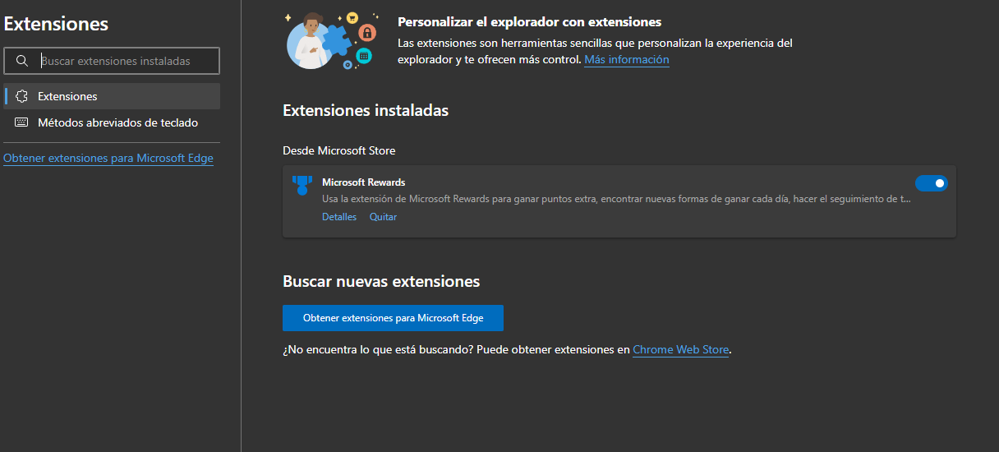 Extensiones
Buscar extensiones instaladas
Extensiones
Métodos abreviados de teclado
Obtener extensiones para Microsoft Edge
Personalizar el explorador con extensiones
Las extensiones son herramientas sencillas que personalizan la experiencia del
explorador y te ofrecen más control. Más información
Extensiones instaladas
Desde Microsoft Store
Microsoft Rewards
Usa la extensión de Microsoft Rewards para ganar puntos extra, encontrar nuevas formas de ganar cada día, hacer el seguimiento de t...
Detalles Quitar
Buscar nuevas extensiones
Obtener extensiones para Microsoft Edge
¿No encuentra lo que está buscando? Puede obtener extensiones en Chrome Web Store.